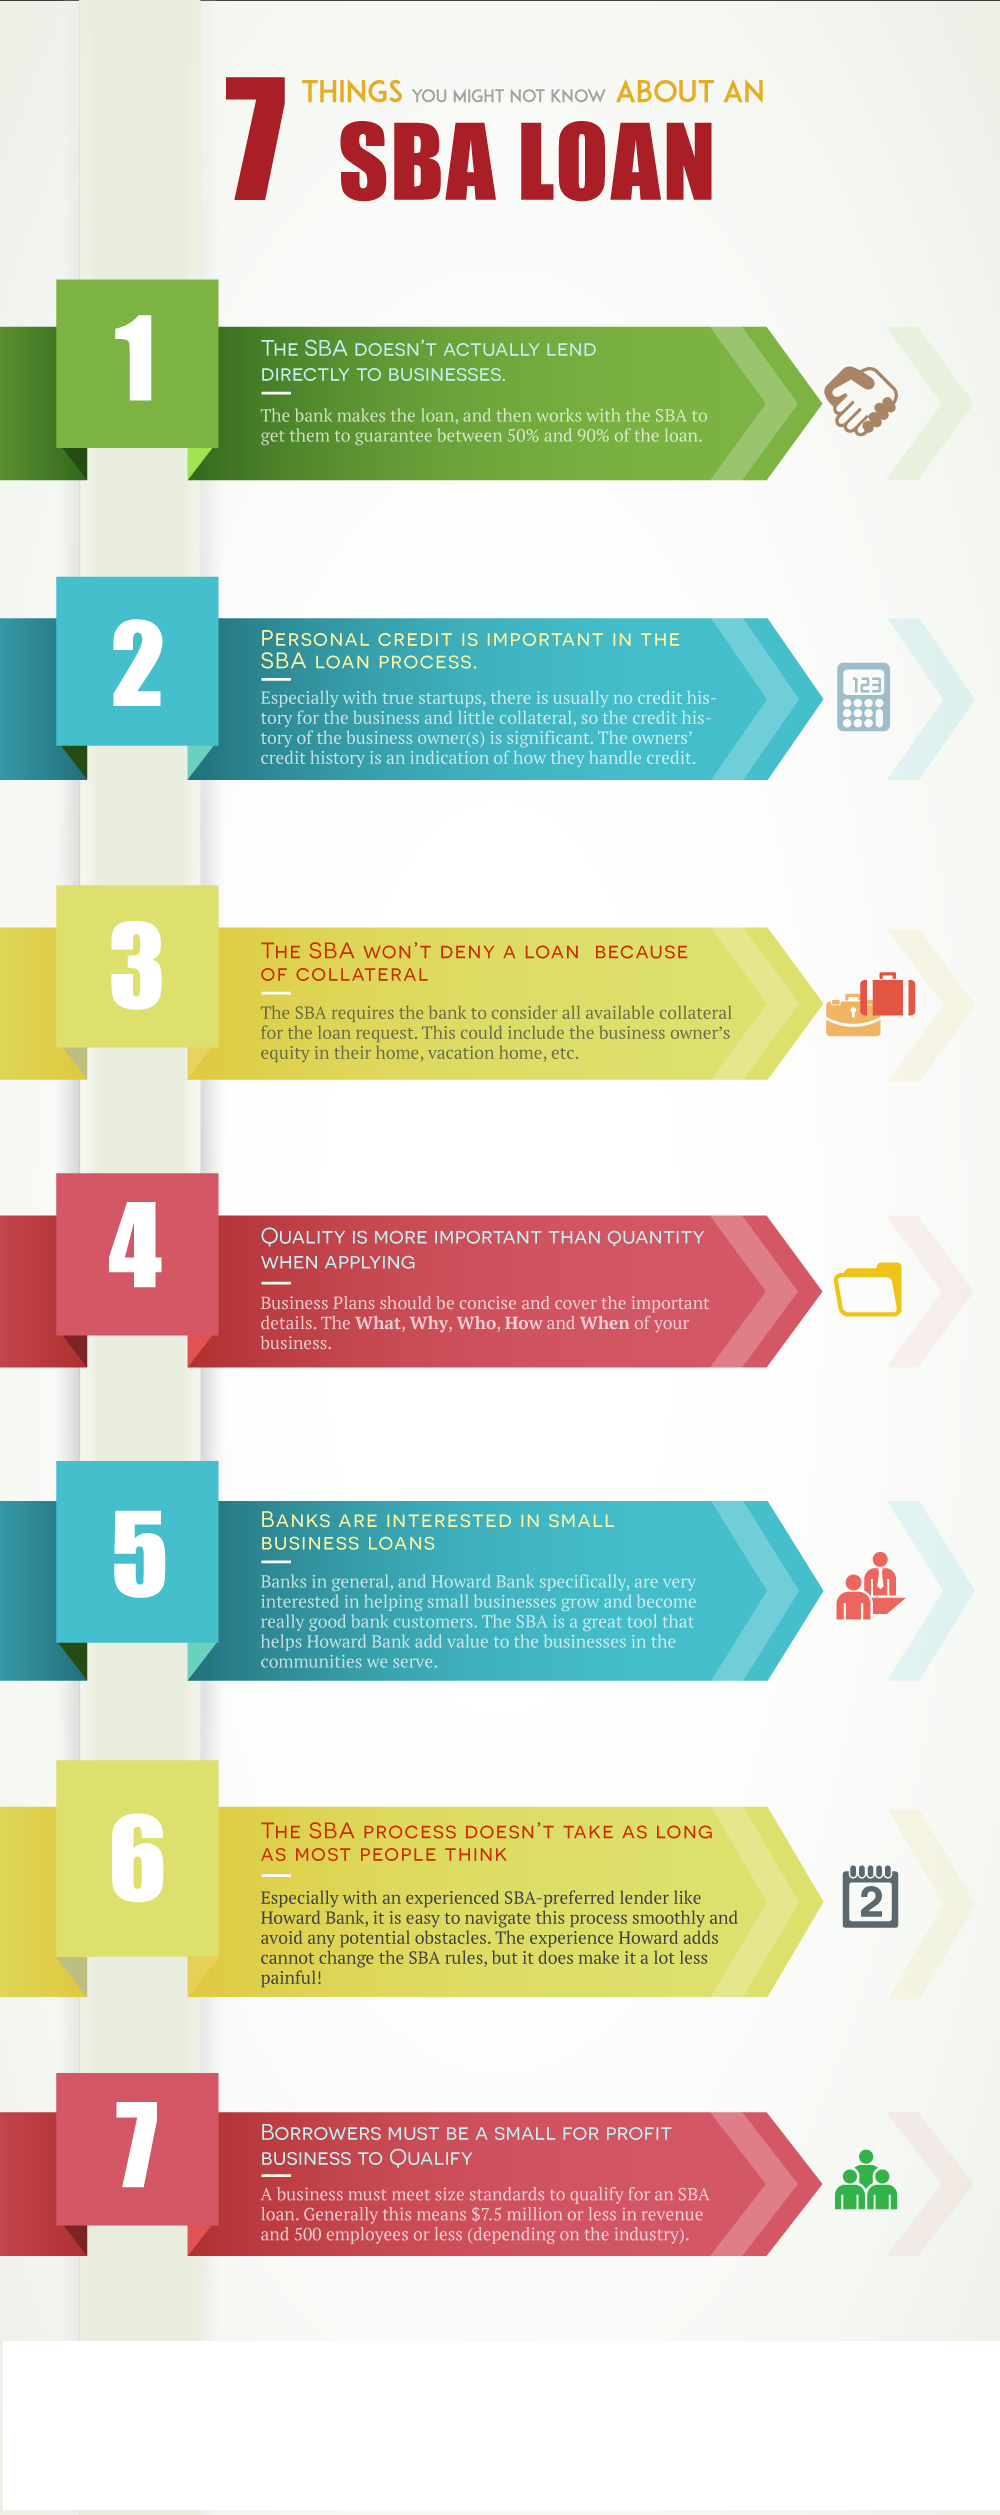 7 THINGS YOU MIGHT NOT KNOW ABOUT AN
SBA LOAN
1
THE SBA DOESN'T ACTUALLY LEND
DIRECTLY TO BUSINESSES.
The bank makes the loan, and then works with the SBA to
get them to guarantee between 50% and 90% of the loan.
2
PERSONAL CREDIT IS IMPORTANT IN THE
SBA LOAN PROCESS.
Especially with true startups, there is usually no credit his-
tory for the business and little collateral, so the credit his-
tory of the business owner(s) is significant. The owners'
credit history is an indication of how they handle credit.
123
3
THE SBA WON'T DENY A LOAN BECAUSE
OF COLLATERAL
The SBA requires the bank to consider all available collateral
for the loan request. This could include the business owner's
equity in their home, vacation home, etc.
4
QUALITY IS MORE IMPORTANT THAN QUANTITY
WHEN APPLYING
Business Plans should be concise and cover the important
details. The What, Why, Who, How and When of your
business.
5
BANKS ARE INTERESTED IN SMALL
BUSINESS LOANS
Banks in general, and Howard Bank specifically, are very
interested in helping small businesses grow and become
really good bank customers. The SBA is a great tool that
helps Howard Bank add value to the businesses in the
communities we serve.
6
THE SBA PROCESS DOESN'T TAKE AS LONG
AS MOST PEOPLE THINK
Especially with an experienced SBA-preferred lender like
Howard Bank, it is easy to navigate this process smoothly and
avoid any potential obstacles. The experience Howard adds
cannot change the SBA rules, but it does make it a lot less
painful!
2
7
BORROWERS MUST BE A SMALL FOR PROFIT
BUSINESS TO QUALIFY
A business must meet size standards to qualify for an SBA
loan. Generally this means $7.5 million or less in revenue
and 500 employees or less (depending on the industry).